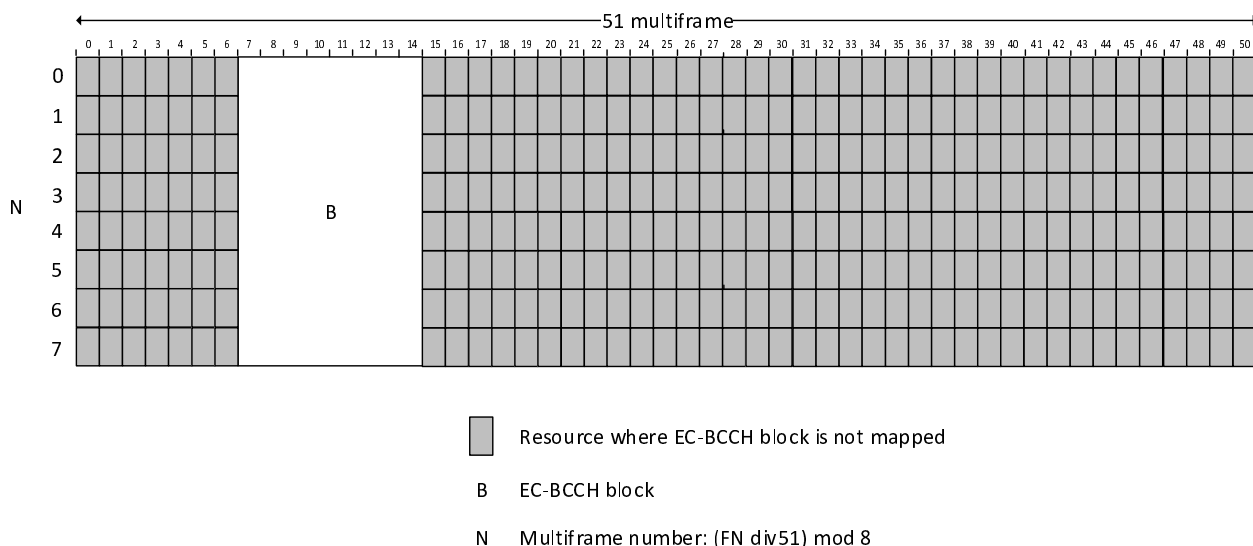 51 multiframe
0 1 2 3 4 5 6 7 8 9 10 11 12 13 14 15 16 17 18 19 20 21 22 23 24 25 26 27 28 29 30 31 32 33 34 35 36 37 38 39 40 41 42 43 44 45 46 47 48 49 50
0
1
2
3
N
B
4
5
6
7
Resource where EC-BCCH block is not mapped
B EC-BCCH block
N Multiframe number: (FN div51) mod 8